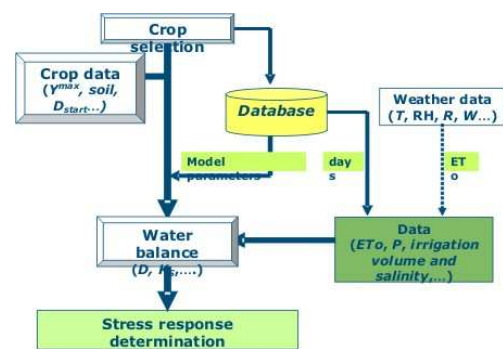 Crop
selection
Crop data
(Ymax, soil,
Dstart...)
Database
Weather data
(T, RH, R, W...)
Model
parameters
day
s
ET
o
Water
balance
(D, Ks,....)
Data
(ETo, P, irrigation
volume and
salinity,...)
Stress response
determination